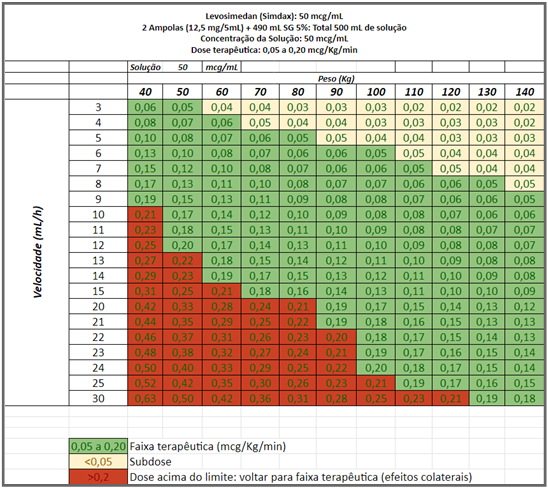 Levosimedan (Simdax): 50 mcg/mL
2 Ampolas (12,5 mg/5mL) + 490 mL SG 5%: Total 500 mL de solução
Concentração da Solução: 50 mcg/mL
Dose terapêutica: 0,05 a 0,20 mcg/Kg/min
Solução 50 mcg/mL
Peso (Kg)
40 50 60 70 80 90 100 110 120 130 140
Velocidade (mL/h)
3 0,06 0,05 0,04 0,04 0,03 0,03 0,03 0,02 0,02 0,02 0,02
4 0,08 0,07 0,06 0,05 0,04 0,04 0,03 0,03 0,03 0,03 0,02
5 0,10 0,08 0,07 0,06 0,05 0,05 0,04 0,04 0,03 0,03 0,03
6 0,13 0,10 0,08 0,07 0,06 0,06 0,05 0,05 0,04 0,04 0,04
7 0,15 0,12 0,10 0,08 0,07 0,06 0,06 0,05 0,05 0,04 0,04
8 0,17 0,13 0,11 0,10 0,08 0,07 0,07 0,06 0,06 0,05 0,05
9 0,19 0,15 0,13 0,11 0,09 0,08 0,08 0,07 0,06 0,06 0,05
10 0,21 0,17 0,14 0,12 0,10 0,09 0,08 0,08 0,07 0,06 0,06
11 0,23 0,18 0,15 0,13 0,11 0,10 0,09 0,08 0,08 0,07 0,07
12 0,25 0,20 0,17 0,14 0,13 0,11 0,10 0,09 0,08 0,08 0,07
13 0,27 0,22 0,18 0,15 0,14 0,12 0,11 0,10 0,09 0,08 0,08
14 0,29 0,23 0,19 0,17 0,15 0,13 0,12 0,11 0,10 0,09 0,08
15 0,31 0,25 0,21 0,18 0,16 0,14 0,13 0,11 0,10 0,10 0,09
20 0,42 0,33 0,28 0,24 0,21 0,19 0,17 0,15 0,14 0,13 0,12
21 0,44 0,35 0,29 0,25 0,22 0,19 0,18 0,16 0,15 0,13 0,13
22 0,46 0,37 0,31 0,26 0,23 0,20 0,18 0,17 0,15 0,14 0,13
23 0,48 0,38 0,32 0,27 0,24 0,21 0,19 0,17 0,16 0,15 0,14
24 0,50 0,40 0,33 0,29 0,25 0,22 0,20 0,18 0,17 0,15 0,14
25 0,52 0,42 0,35 0,30 0,26 0,23 0,21 0,19 0,17 0,16 0,15
30 0,63 0,50 0,42 0,36 0,31 0,28 0,25 0,23 0,21 0,19 0,18
0,05 a 0,20 Faixa terapêutica (mcg/Kg/min)
<0,05 Subdose
>0,2 Dose acima do limite: voltar para faixa terapêutica (efeitos colaterais)